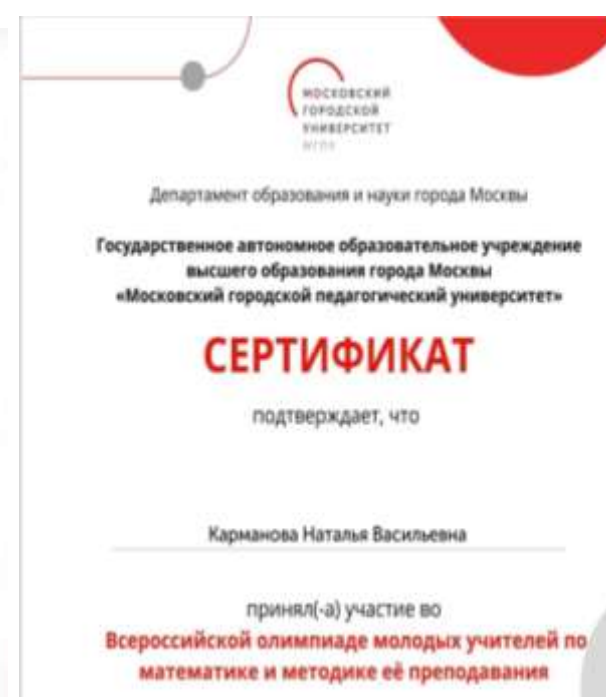 МОСКОВСКИЙ
ГОРОДСКОЙ
УНИВЕРСИТЕТ
МГПУ
Департамент образования и науки города Москвы
Государственное автономное образовательное учреждение
высшего образования города Москвы
«Московский городской педагогический университет»
СЕРТИФИКАТ
подтверждает, что
Карманова Наталья Васильевна
принял(-а) участие во
Всероссийской олимпиаде молодых учителей по
математике и методике её преподавания